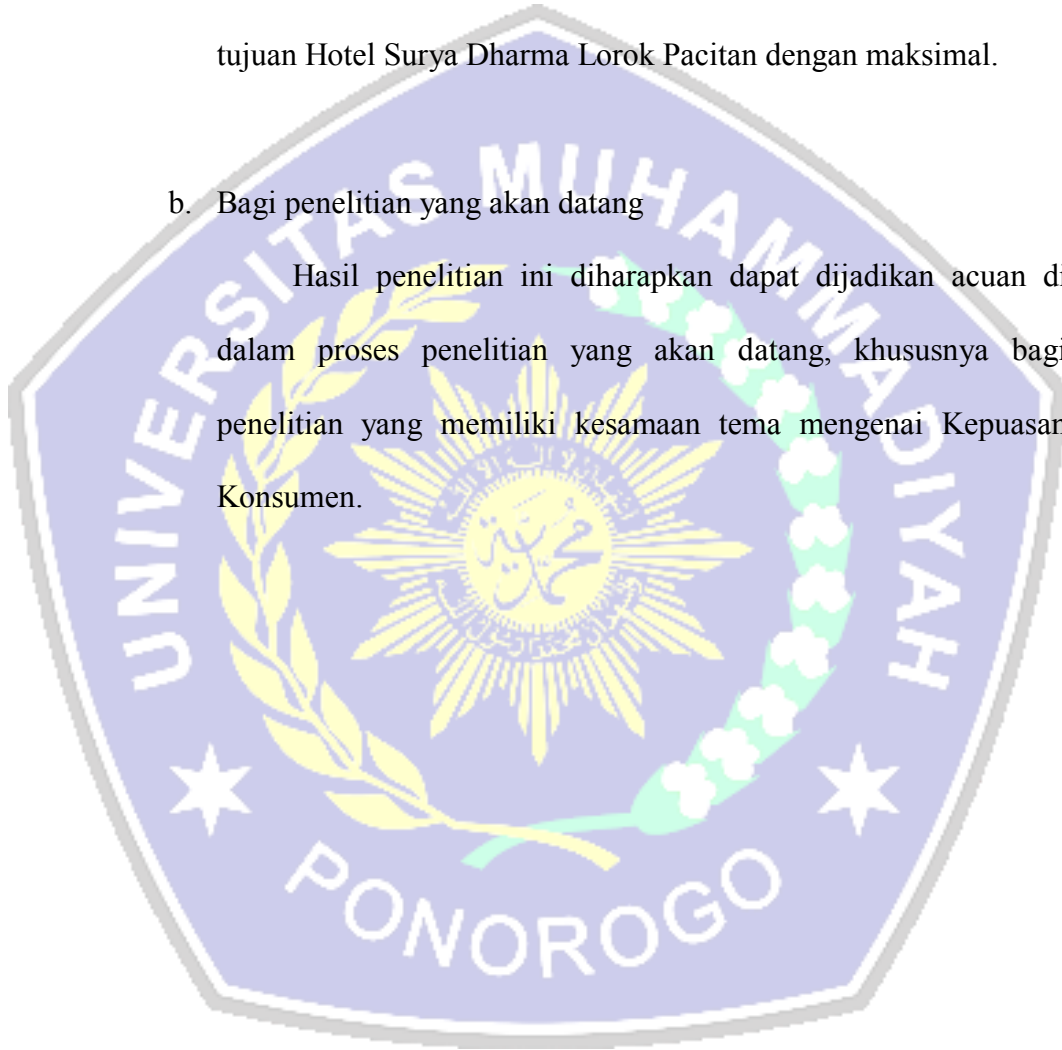 tujuan Hotel Surya Dharma Lorok Pacitan dengan maksimal.
b. Bagi penelitian yang akan datang
Hasil penelitian ini diharapkan dapat dijadikan acuan di
dalam proses penelitian yang akan datang, khususnya bagi
penelitian yang memiliki kesamaan tema mengenai Kepuasan
Konsumen.
UNIVERSITAS MUHAMMADIYAH
PONOROGO
محمدية